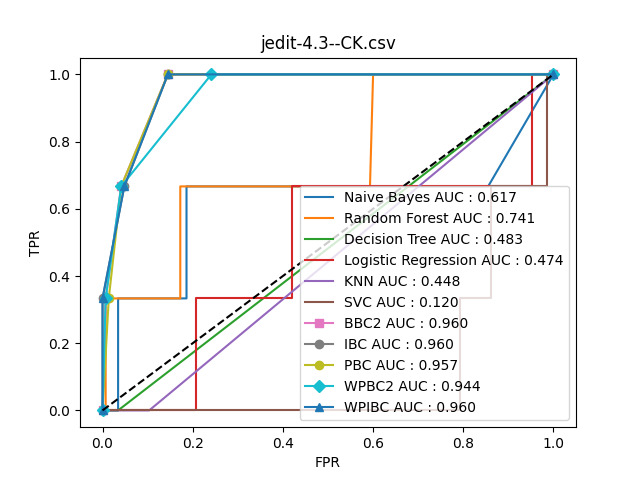 jedit-4.3--CK.csv
1.0
0.8
0.6
0.4
0.2
0.0
TPR
Naive Bayes AUC : 0.617
Random Forest AUC : 0.741
Decision Tree AUC : 0.483
Logistic Regression AUC : 0.474
KNN AUC : 0.448
SVC AUC : 0.120
BBC2 AUC : 0.960
IBC AUC : 0.960
PBC AUC : 0.957
WPBC2 AUC : 0.944
WPIBC AUC : 0.960
0.0 0.2 0.4 0.6 0.8 1.0
FPR